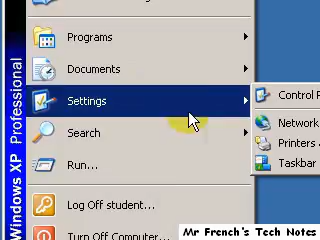 Programs
Documents
Settings
Control
Search
Network
Printers
Run...
Taskbar
Log Off student...
Turn Off Computer...
Windows XP Professional
Mr French's Tech Notes